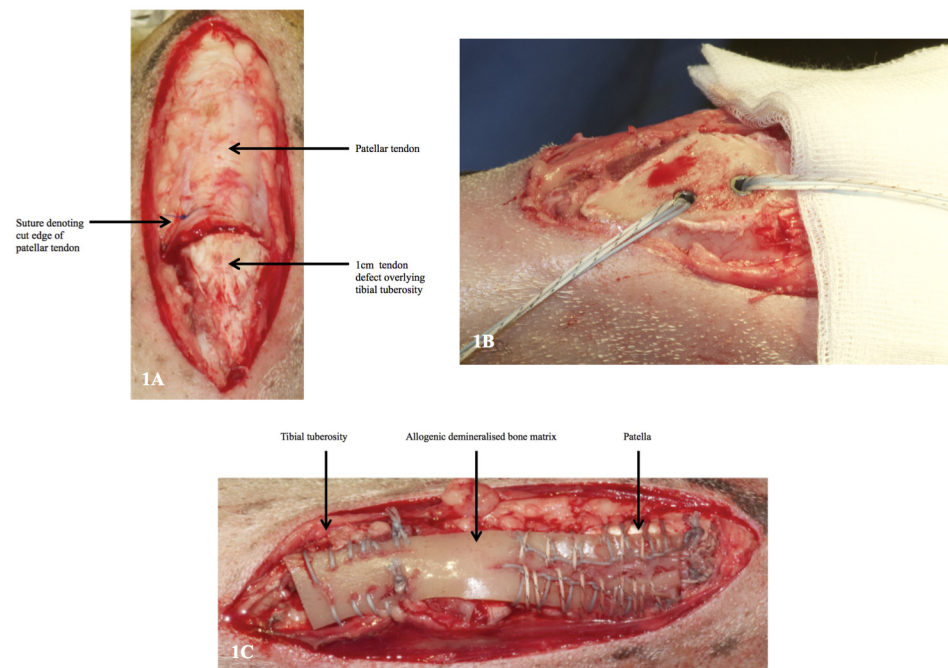 Patellar tendon
Suture denoting
cut edge of
patellar tendon
1cm tendon
defect overlying
tibial tuberosity
1A
1B
Tibial tuberosity
Allogenic demineralised bone matrix
Patella
1C